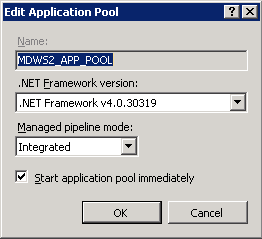 Edit Application Pool
Name:
MDWS2_APP_POOL
.NET Framework version:
.NET Framework v4.0.30319
Managed pipeline mode:
Integrated
Start application pool immediately
OK Cancel